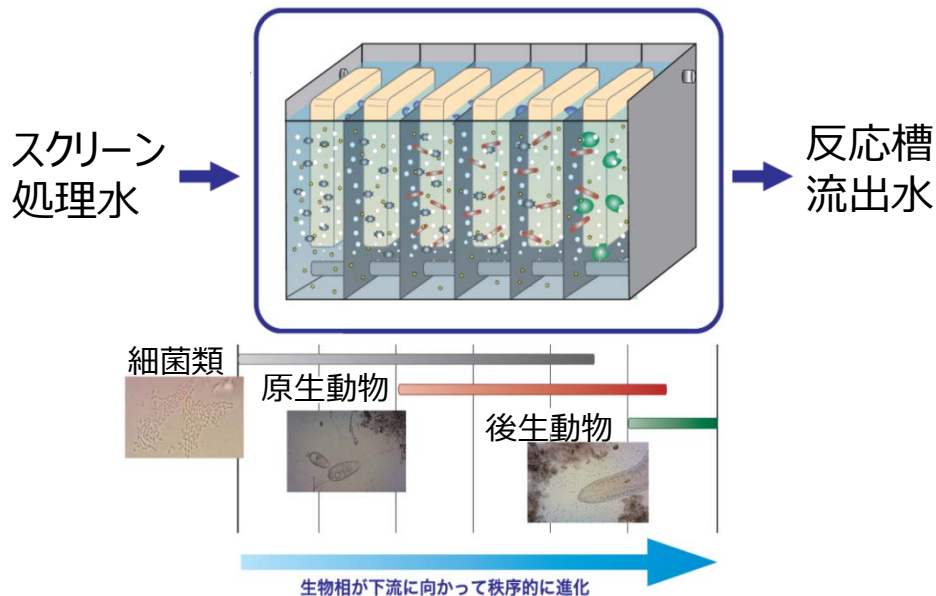 スクリーン
処理水
反応槽
流出水
細菌類
原生動物
後生動物
生物相が下流に向かって秩序的に進化